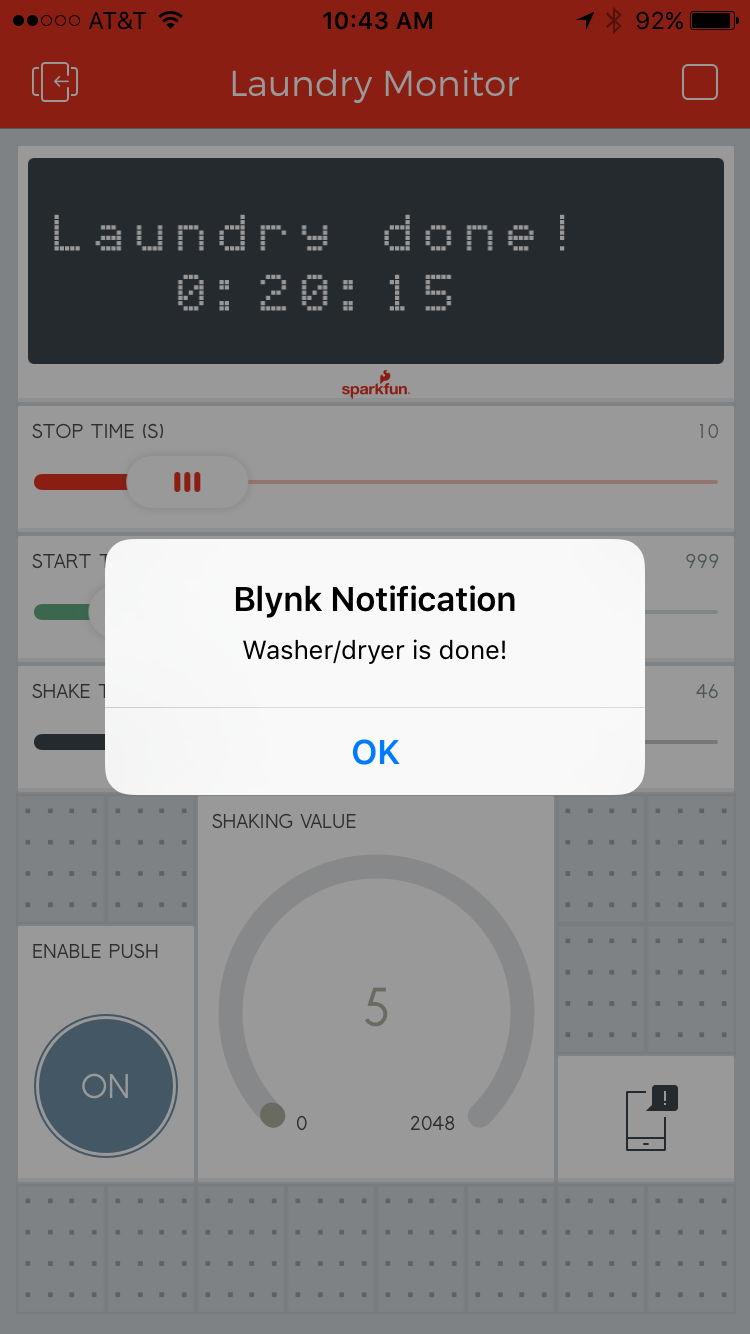 AT&T 10:43 AM 92%
Laundry Monitor
Laundry done!
0:20:15
sparkfun
STOP TIME (S) 10
START 999
SHAKE 46
Blynk Notification
Washer/dryer is done!
OK
SHAKING VALUE
ENABLE PUSH
5
ON
0 2048
!